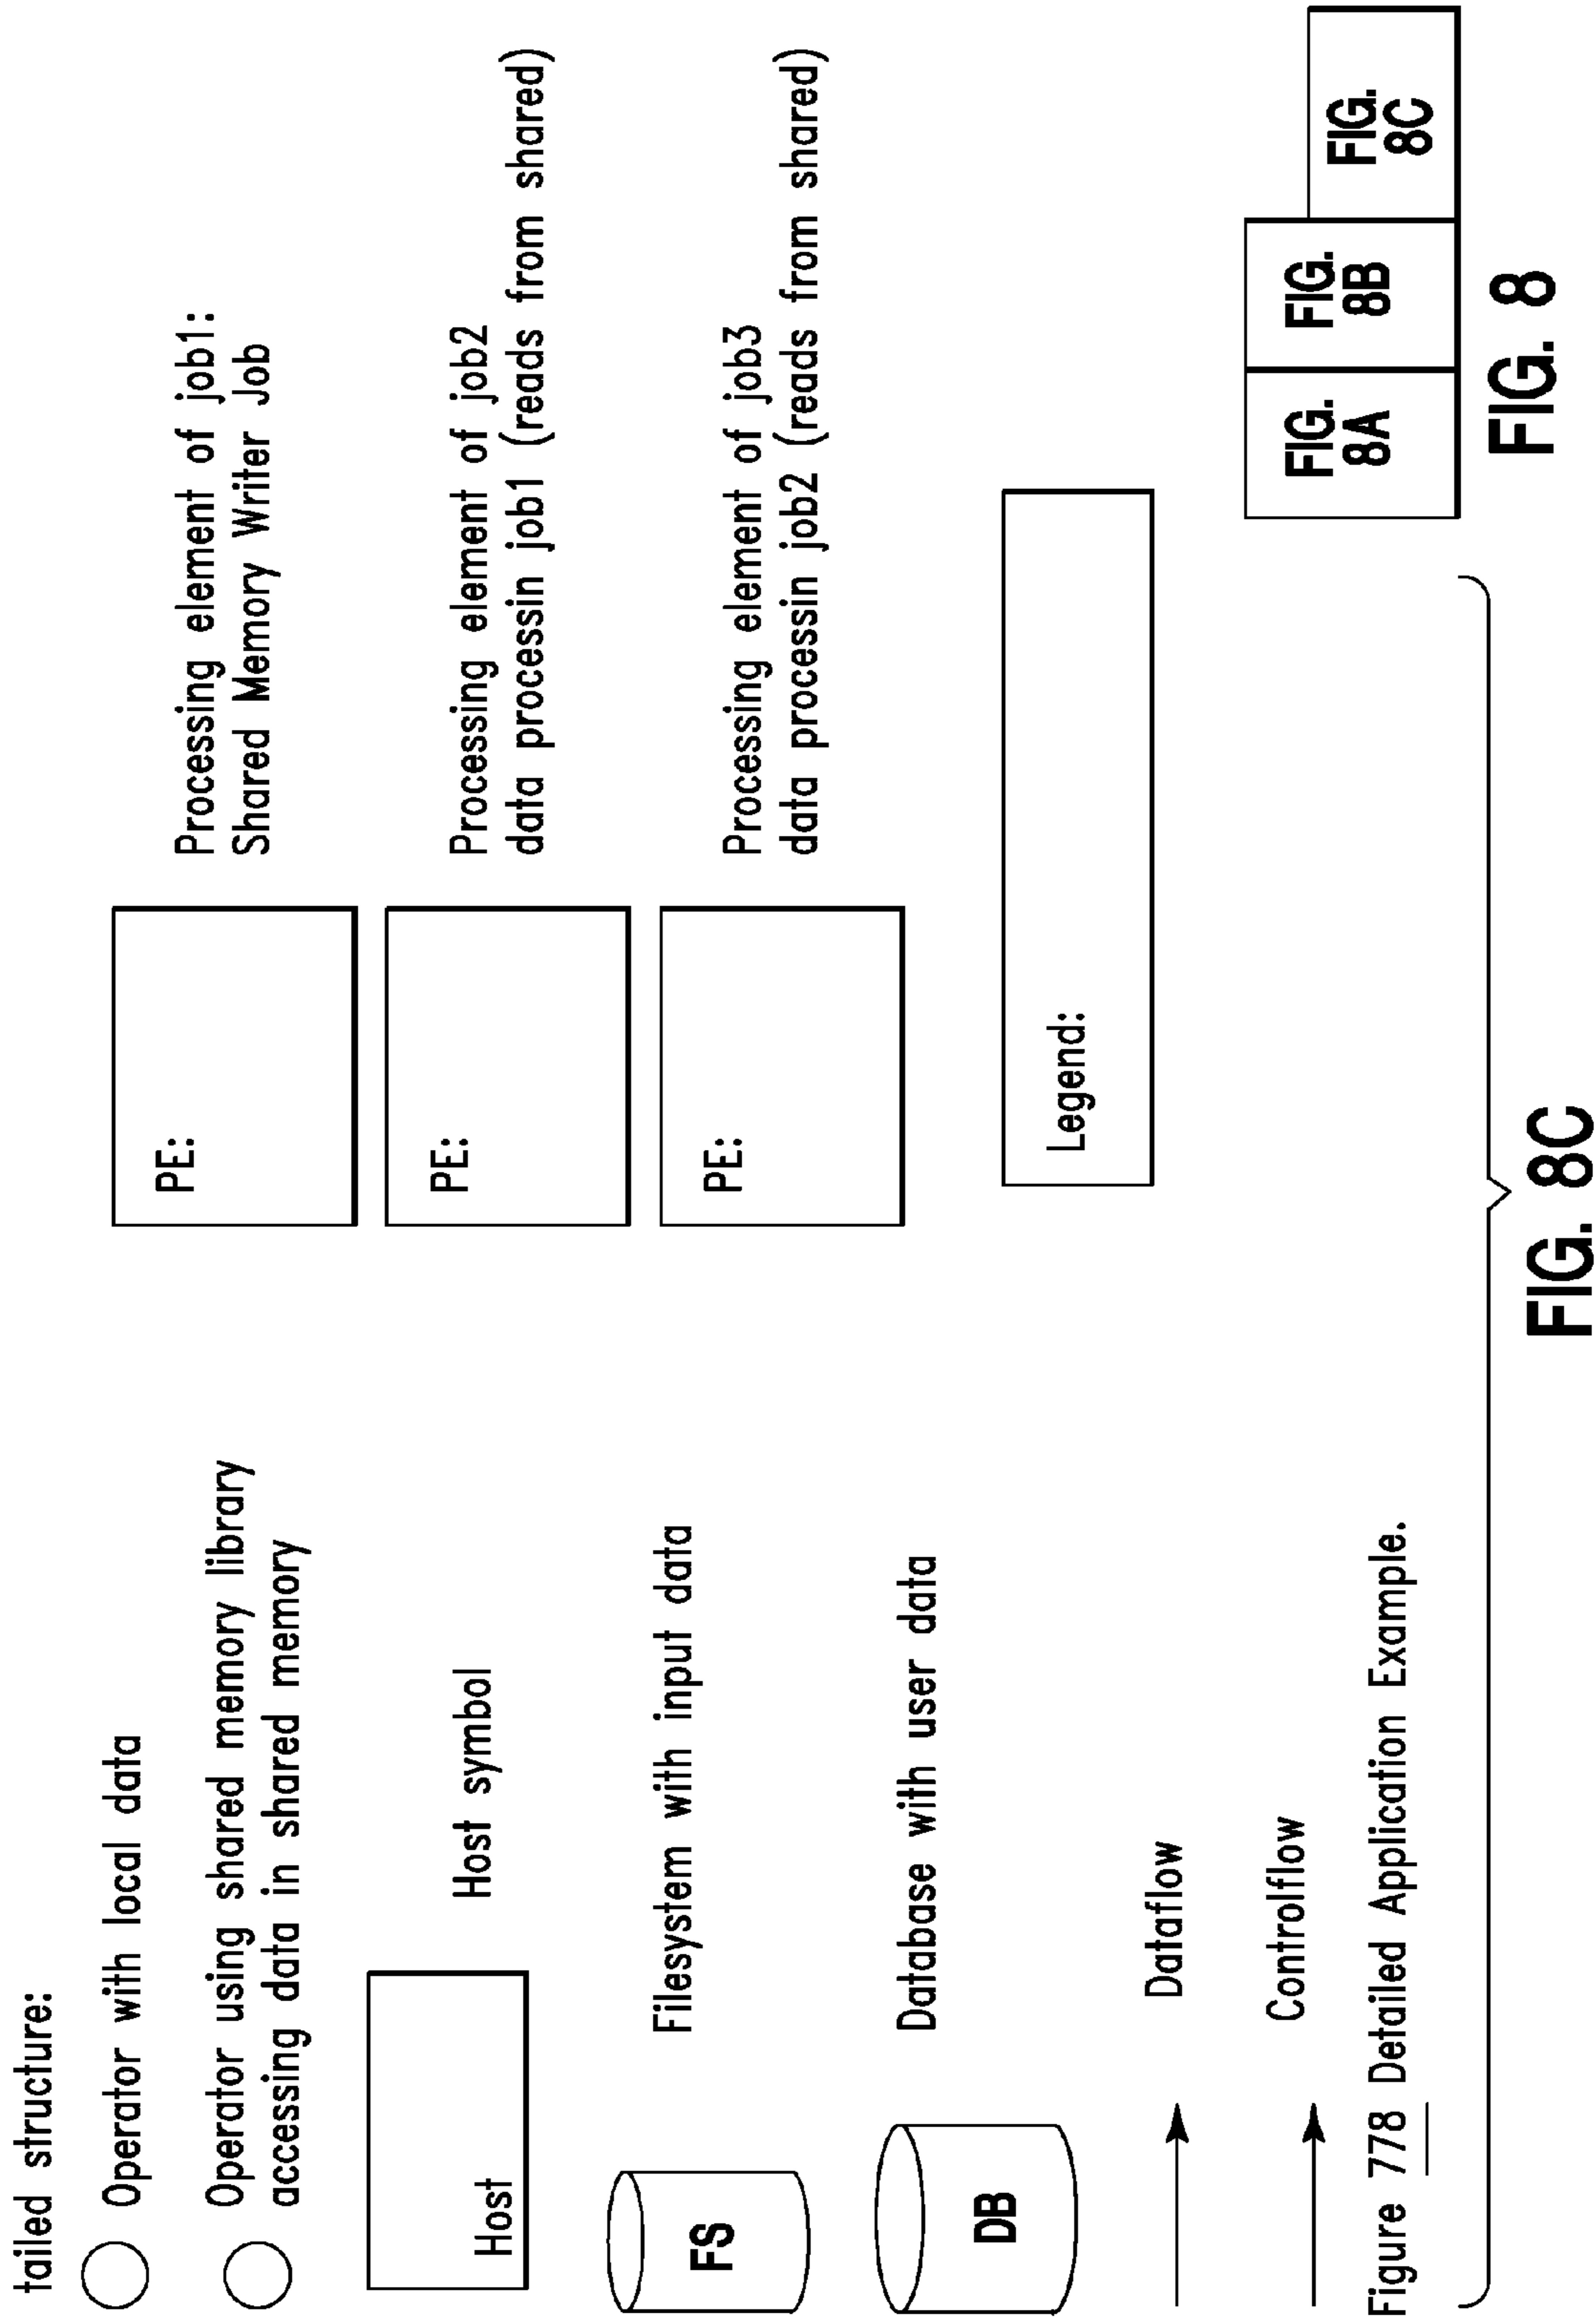 tailed structure:
Operator with local data
Operator using shared memory library
accessing data in shared memory
Host
Host symbol
FS
Filesystem with input data
DB
Database with user data
Dataflow
Controlflow
Figure 778 Detailed Application Example.
PE:
Processing element of job1:
Shared Memory Writer Job
PE:
Processing element of job2
data processin job1 (reads from shared)
PE:
Processing element of job3
data processin job2 (reads from shared)
Legend:
FIG. 8C
FIG.
8A
FIG.
8B
FIG.
8C
FIG. 8